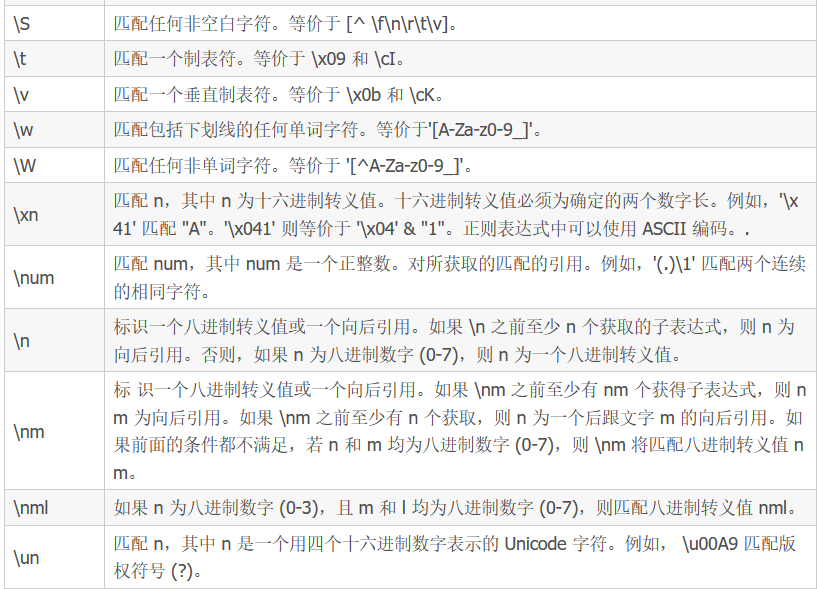 \S 匹配任何非空白字符。等价于 [^ \f\n\r\t\v]。
\t 匹配一个制表符。等价于 \x09 和 \cI。
\v 匹配一个垂直制表符。等价于 \x0b 和 \cK。
\w 匹配包括下划线的任何单词字符。等价于'[A-Za-z0-9_]'。
\W 匹配任何非单词字符。等价于 '[^A-Za-z0-9_]'。
\xn 匹配 n，其中 n 为十六进制转义值。十六进制转义值必须为确定的两个数字长。例如，'\x
41' 匹配 "A"。'\x041' 则等价于 '\x04' & "1"。正则表达式中可以使用 ASCII 编码。.
\num 匹配 num，其中 num 是一个正整数。对所获取的匹配的引用。例如，'(.)\1' 匹配两个连续
的相同字符。
\n 标识一个八进制转义值或一个向后引用。如果 \n 之前至少 n 个获取的子表达式，则 n 为
向后引用。否则，如果 n 为八进制数字 (0-7)，则 n 为一个八进制转义值。
\nm 标 识一个八进制转义值或一个向后引用。如果 \nm 之前至少有 nm 个获得子表达式，则 n
m 为向后引用。如果 \nm 之前至少有 n 个获取，则 n 为一个后跟文字 m 的向后引用。如
果前面的条件都不满足，若 n 和 m 均为八进制数字 (0-7)，则 \nm 将匹配八进制转义值 n
m。
\nml 如果 n 为八进制数字 (0-3)，且 m 和 l 均为八进制数字 (0-7)，则匹配八进制转义值 nml。
\un 匹配 n，其中 n 是一个用四个十六进制数字表示的 Unicode 字符。例如， \u00A9 匹配版
权符号 (?)。